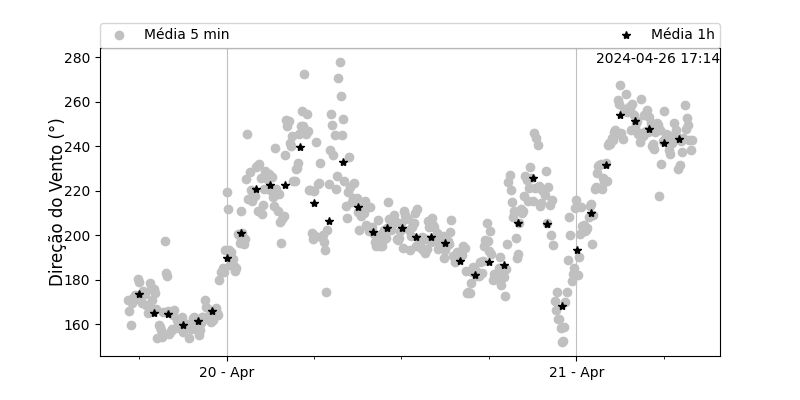 Média 5 min
Média 1h
2024-04-26 17:14
Direção do Vento (°)
280
260
240
220
200
180
160
20 - Apr
21 - Apr